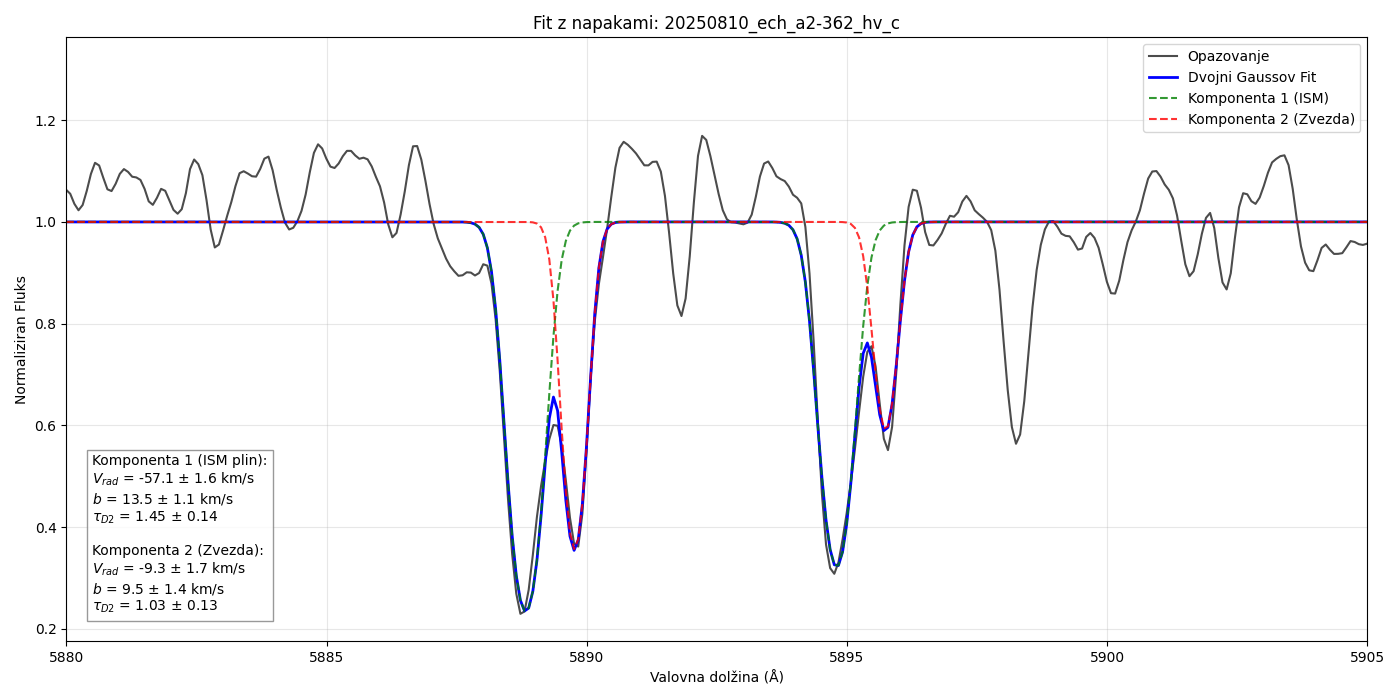 Fit z napakami: 20250810_ech_a2-362_hv_c
Normaliziran Fluks
1.2
1.0
0.8
0.6
0.4
0.2
Opazovanje
Dvojni Gaussov Fit
Komponenta 1 (ISM)
Komponenta 2 (Zvezda)
Komponenta 1 (ISM plin):
V_rad = -57.1 ± 1.6 km/s
b = 13.5 ± 1.1 km/s
τ_D2 = 1.45 ± 0.14
Komponenta 2 (Zvezda):
V_rad = -9.3 ± 1.7 km/s
b = 9.5 ± 1.4 km/s
τ_D2 = 1.03 ± 0.13
5880 5885 5890 5895 5900 5905
Valovna dolžina (Å)